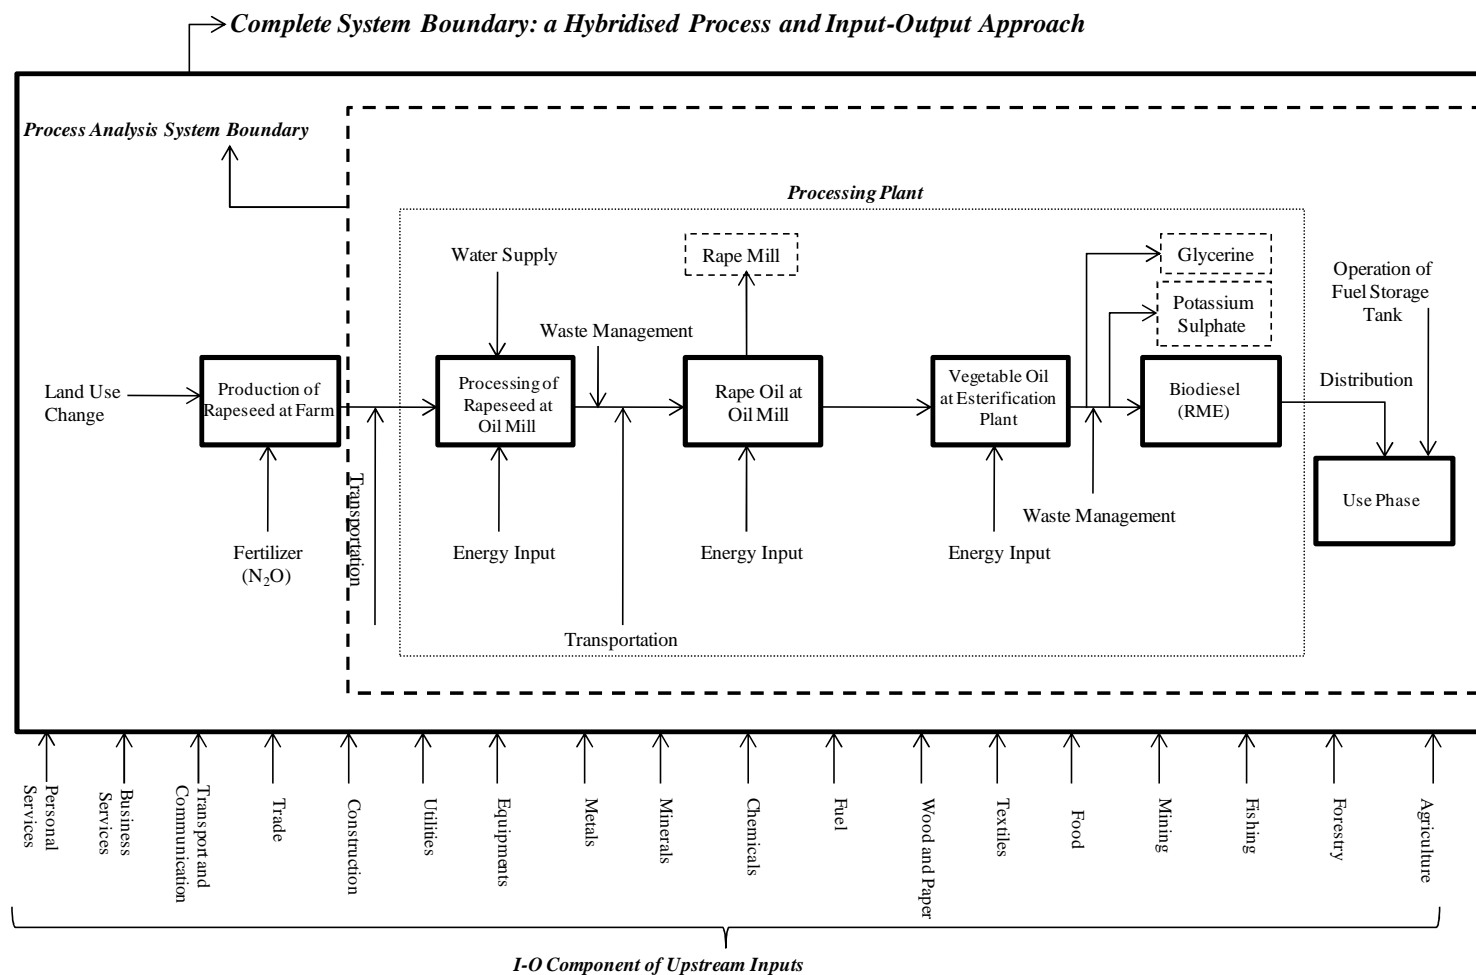 Complete System Boundary: a Hybridised Process and Input-Output Approach
Process Analysis System Boundary
Processing Plant
Water Supply
Rape Mill
Glycerine
Potassium
Sulphate
Operation of
Fuel Storage
Tank
Waste Management
Land Use
Change
Production of
Rapeseed at Farm
Processing of
Rapeseed at
Oil Mill
Rape Oil at
Oil Mill
Vegetable Oil
at Esterification
Plant
Biodiesel
(RME)
Distribution
Use Phase
Transportation
Fertilizer
(N₂O)
Energy Input
Energy Input
Energy Input
Waste Management
Transportation
Personal
Services
Business
Services
Transport and
Communication
Trade
Construction
Utilities
Equipments
Metals
Minerals
Chemicals
Fuel
Wood and Paper
Textiles
Food
Mining
Fishing
Forestry
Agriculture
I-O Component of Upstream Inputs